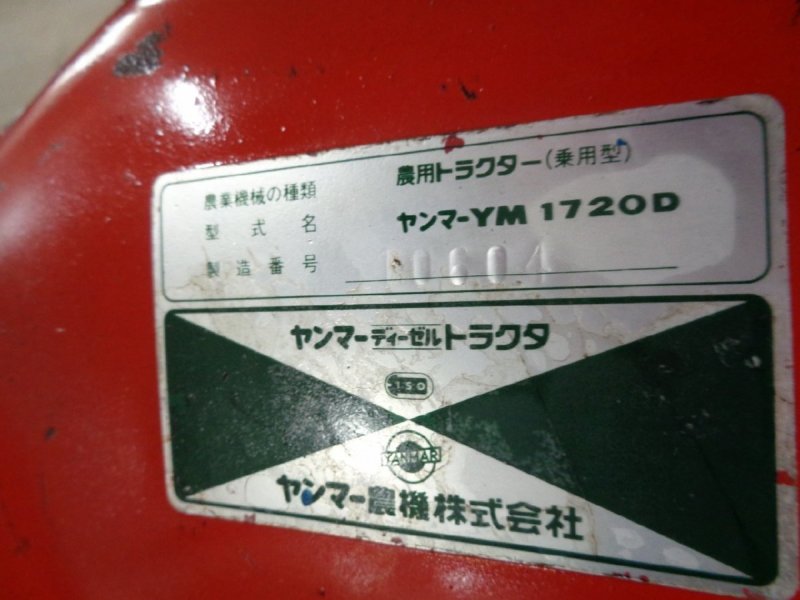 農業機械の種類 農用トラクター(乗用型)
型式名 ヤンマーYM 1720D
製造番号 10604
ヤンマーディーゼルトラクタ
ISO
YANMAR
ヤンマー農機株式会社